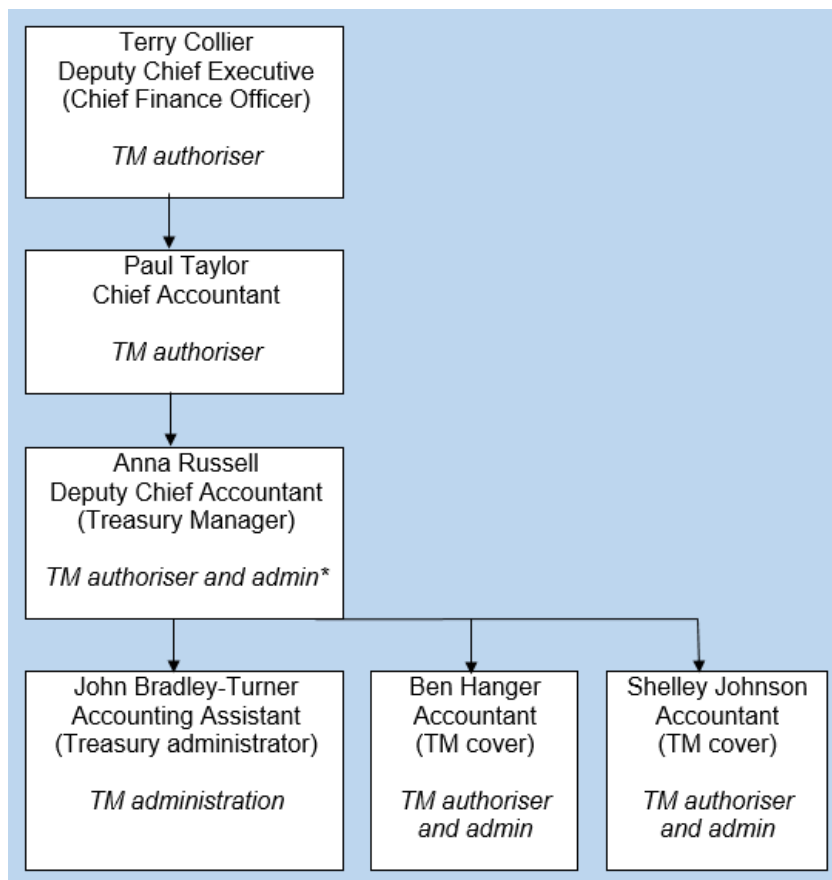 Terry Collier
Deputy Chief Executive
(Chief Finance Officer)
TM authoriser
Paul Taylor
Chief Accountant
TM authoriser
Anna Russell
Deputy Chief Accountant
(Treasury Manager)
TM authoriser and admin*
John Bradley-Turner
Accounting Assistant
(Treasury administrator)
TM administration
Ben Hanger
Accountant
(TM cover)
TM authoriser
and admin
Shelley Johnson
Accountant
(TM cover)
TM authoriser
and admin